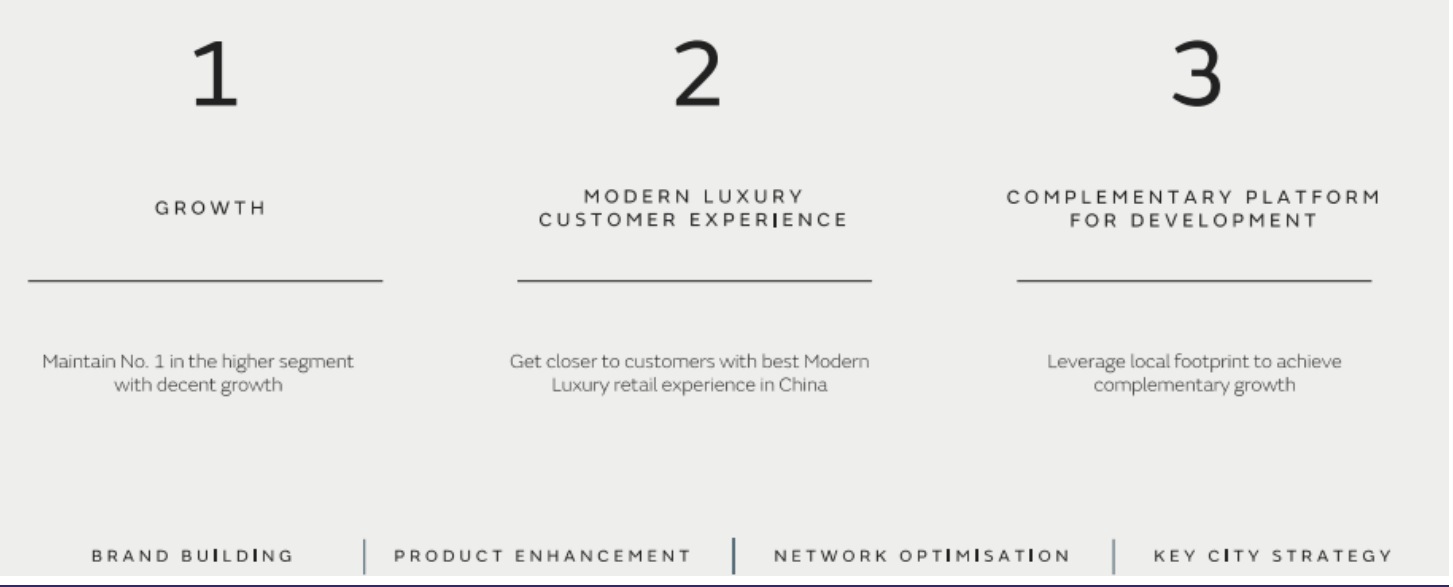 1
GROWTH
Maintain No. 1 in the higher segment
with decent growth
2
MODERN LUXURY
CUSTOMER EXPERIENCE
Get closer to customers with best Modern
Luxury retail experience in China
3
COMPLEMENTARY PLATFORM
FOR DEVELOPMENT
Leverage local footprint to achieve
complementary growth
BRAND BUILDING
PRODUCT ENHANCEMENT
NETWORK OPTIMISATION
KEY CITY STRATEGY